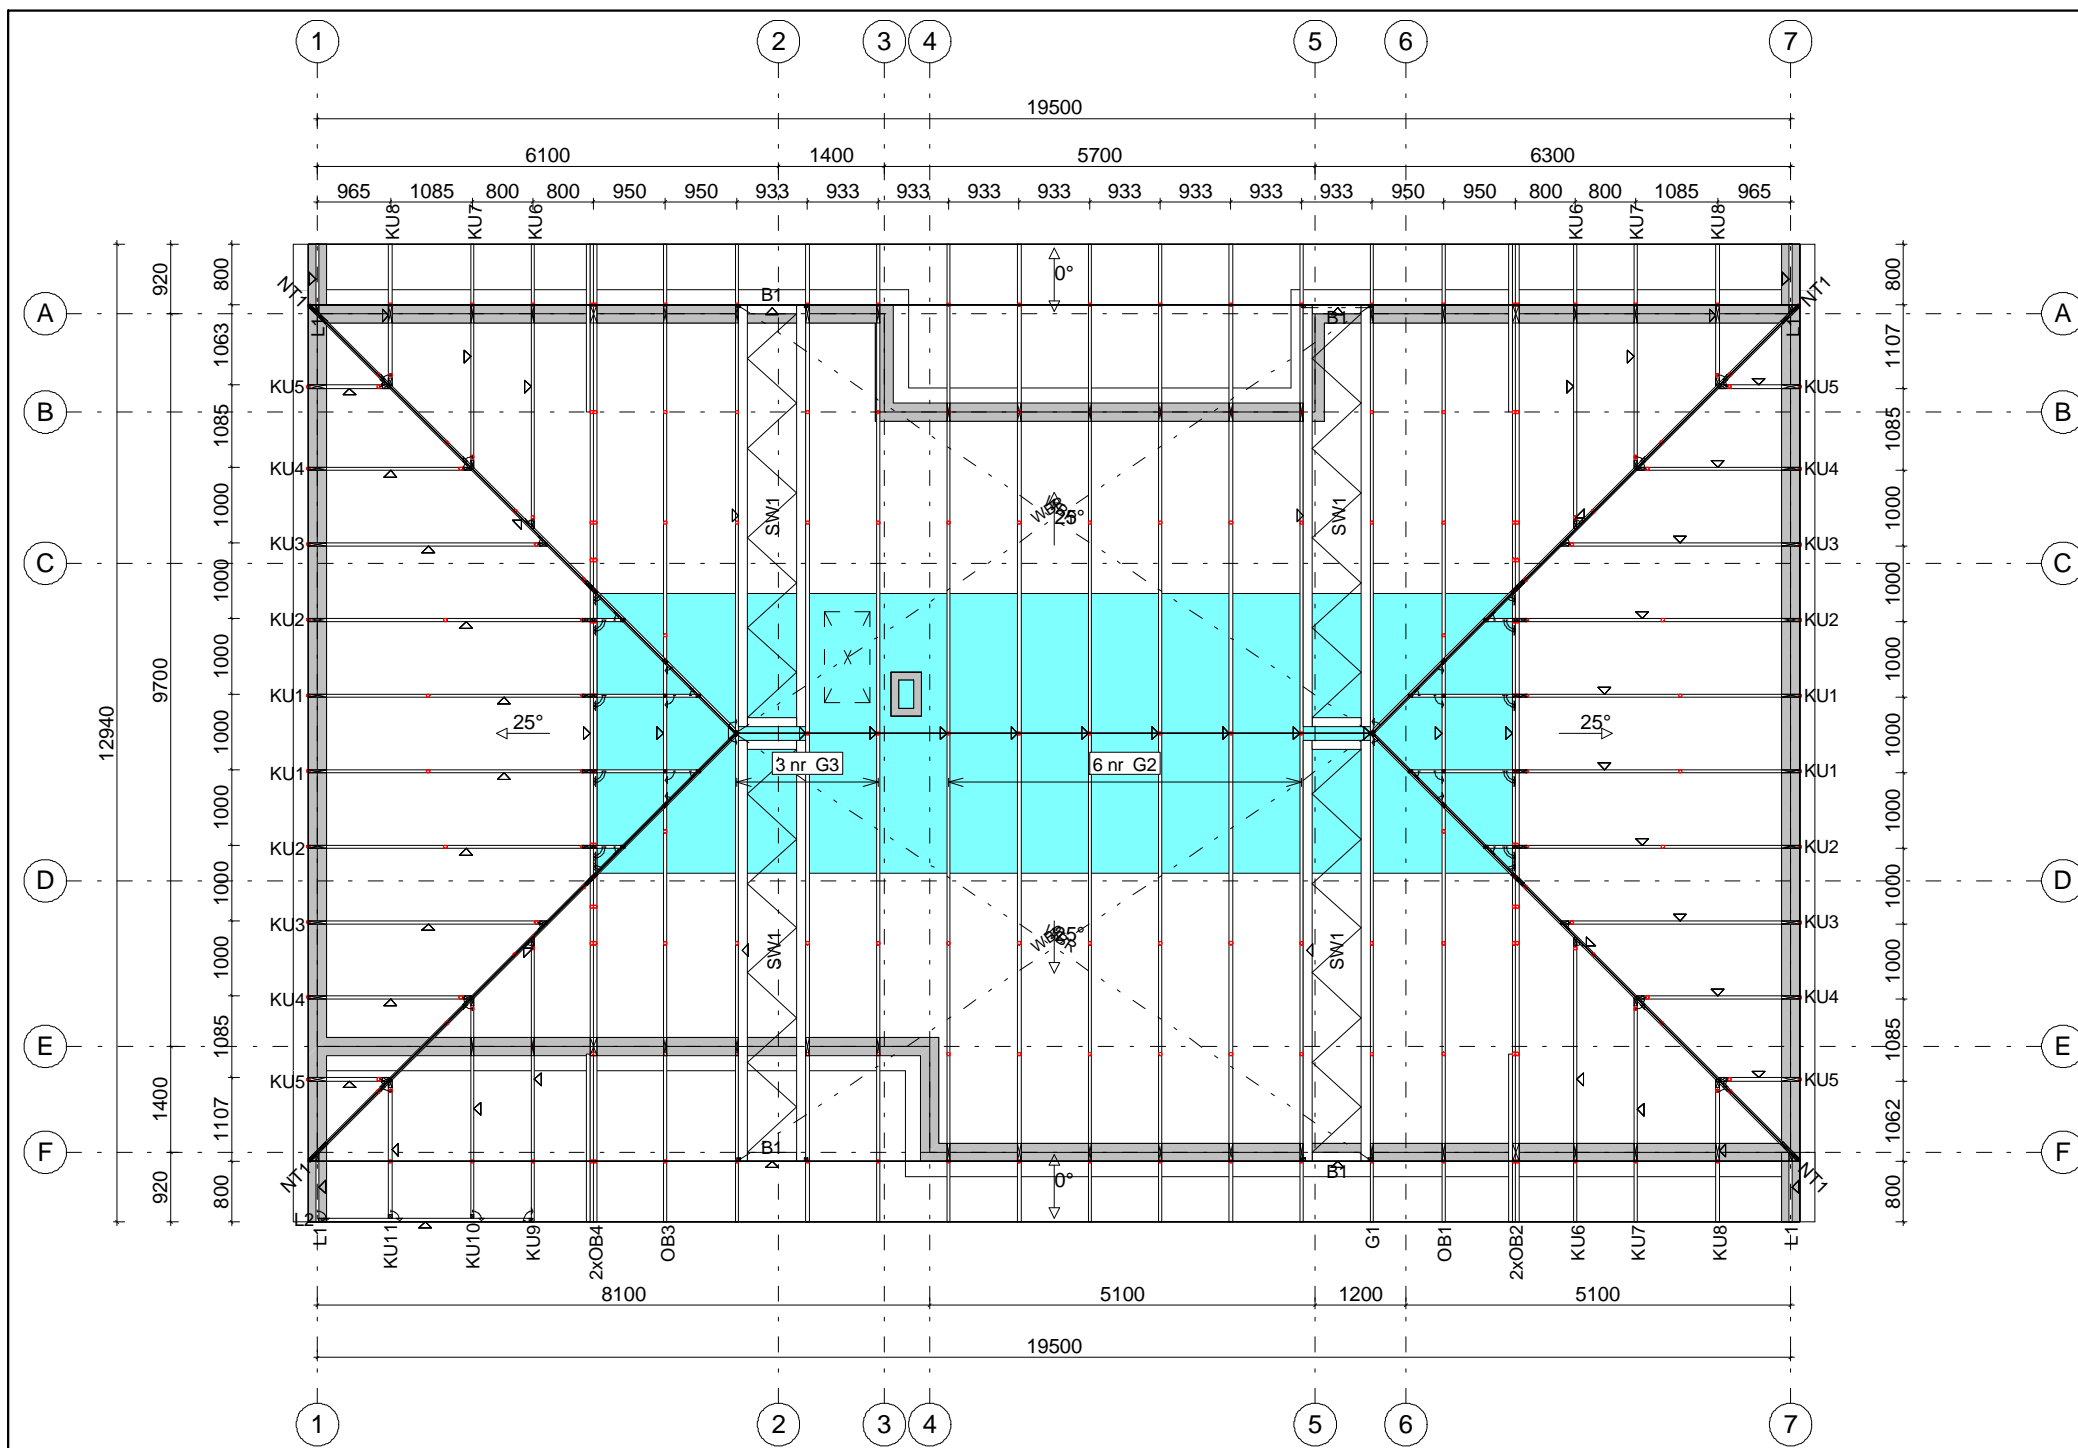 1 2 3 4 5 6 7
19500
6100 1400 5700 6300
965 1085 800 800 950 950 933 933 933 933 933 933 933 933 933 950 950 800 800 1085 965
KU8 KU7 KU6 KU6 KU7 KU8
12940
920 9700 1400 920
800 1063 1085 1000 1000 1000 1000 1000 1000 1000 1085 1107 800
800 1107 1085 1000 1000 1000 1000 1000 1000 1000 1085 1062 800
0°
NT1 B1 B1 NT1
A A
L1 L1
KU5 KU5
B B
KU4 KU4
SW1 25° SW1
KU3 KU3
C C
KU2 KU2
KU1 KU1
25° 25°
3 nr G3 6 nr G2
KU1 KU1
KU2 KU2
D D
KU3 KU3
SW1 25° SW1
KU4 KU4
E E
KU5 KU5
B1 B1
F F
NT1 0° NT1
L2
L1 KU11 KU10 KU9 2xOB4 OB3 G1 OB1 2xOB2 KU6 KU7 KU8 L1
8100 5100 1200 5100
19500
1 2 3 4 5 6 7